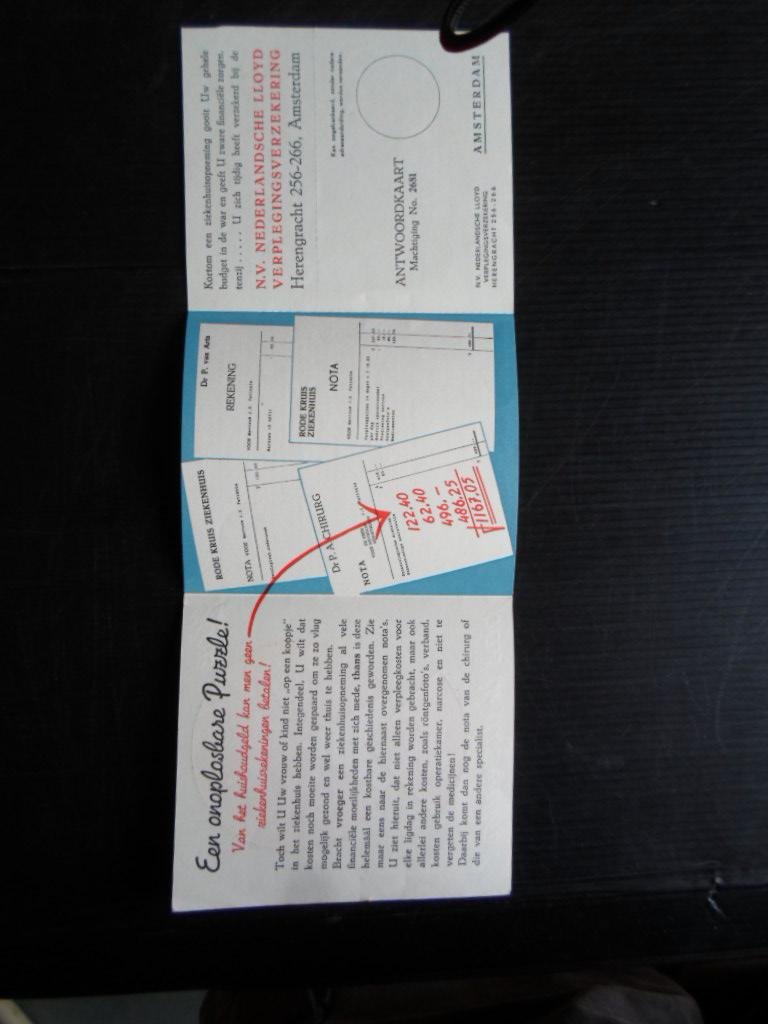 Een onoplosbare Puzzle!
Van het huishoudgeld kan men geen
ziekenhuisrekeningen betalen!
Toch wilt U Uw vrouw of kind niet „op een koopje"
in het ziekenhuis hebben. Integendeel, U wilt dat
kosten noch moeite worden gespaard om ze zo vlug
mogelijk gezond en wel weer thuis te hebben.
Bracht vroeger een ziekenhuisopneming al vele
financiële moeilijkheden met zich mede, thans is deze
helemáál een kostbare geschiedenis geworden. Zie
maar eens naar de hiernaast overgenomen nota's,
U ziet hieruit, dat niet alleen verpleegkosten voor
elke ligdag in rekening worden gebracht, maar ook
allerlei andere kosten, zoals röntgenfoto's, verband,
kosten gebruik operatiekamer, narcose en niet te
vergeten de medicijnen!
Daarbij komt dan nog de nota van de chirurg of
die van een andere specialist.
RODE KRUIS ZIEKENHUIS
NOTA VOOR
Dr P. A. CHIRURG
NOTA
122.40
62.40
496.—
486.25
1167.05
Dr P. van Arts
REKENING
RODE KRUIS
ZIEKENHUIS
NOTA
Kortom een ziekenhuisopneming gooit Uw gehele
budget in de war en geeft U zware financiële zorgen,
tenzij ..... U zich tijdig heeft verzekerd bij de
N.V. NEDERLANDSCHE LLOYD
VERPLEGINGSVERZEKERING
Herengracht 256-266, Amsterdam
ANTWOORDKAART
Machtiging No. 2681
N.V. NEDERLANDSCHE LLOYD
VERPLEGINGSVERZEKERING
HERENGRACHT 256-266
AMSTERDAM